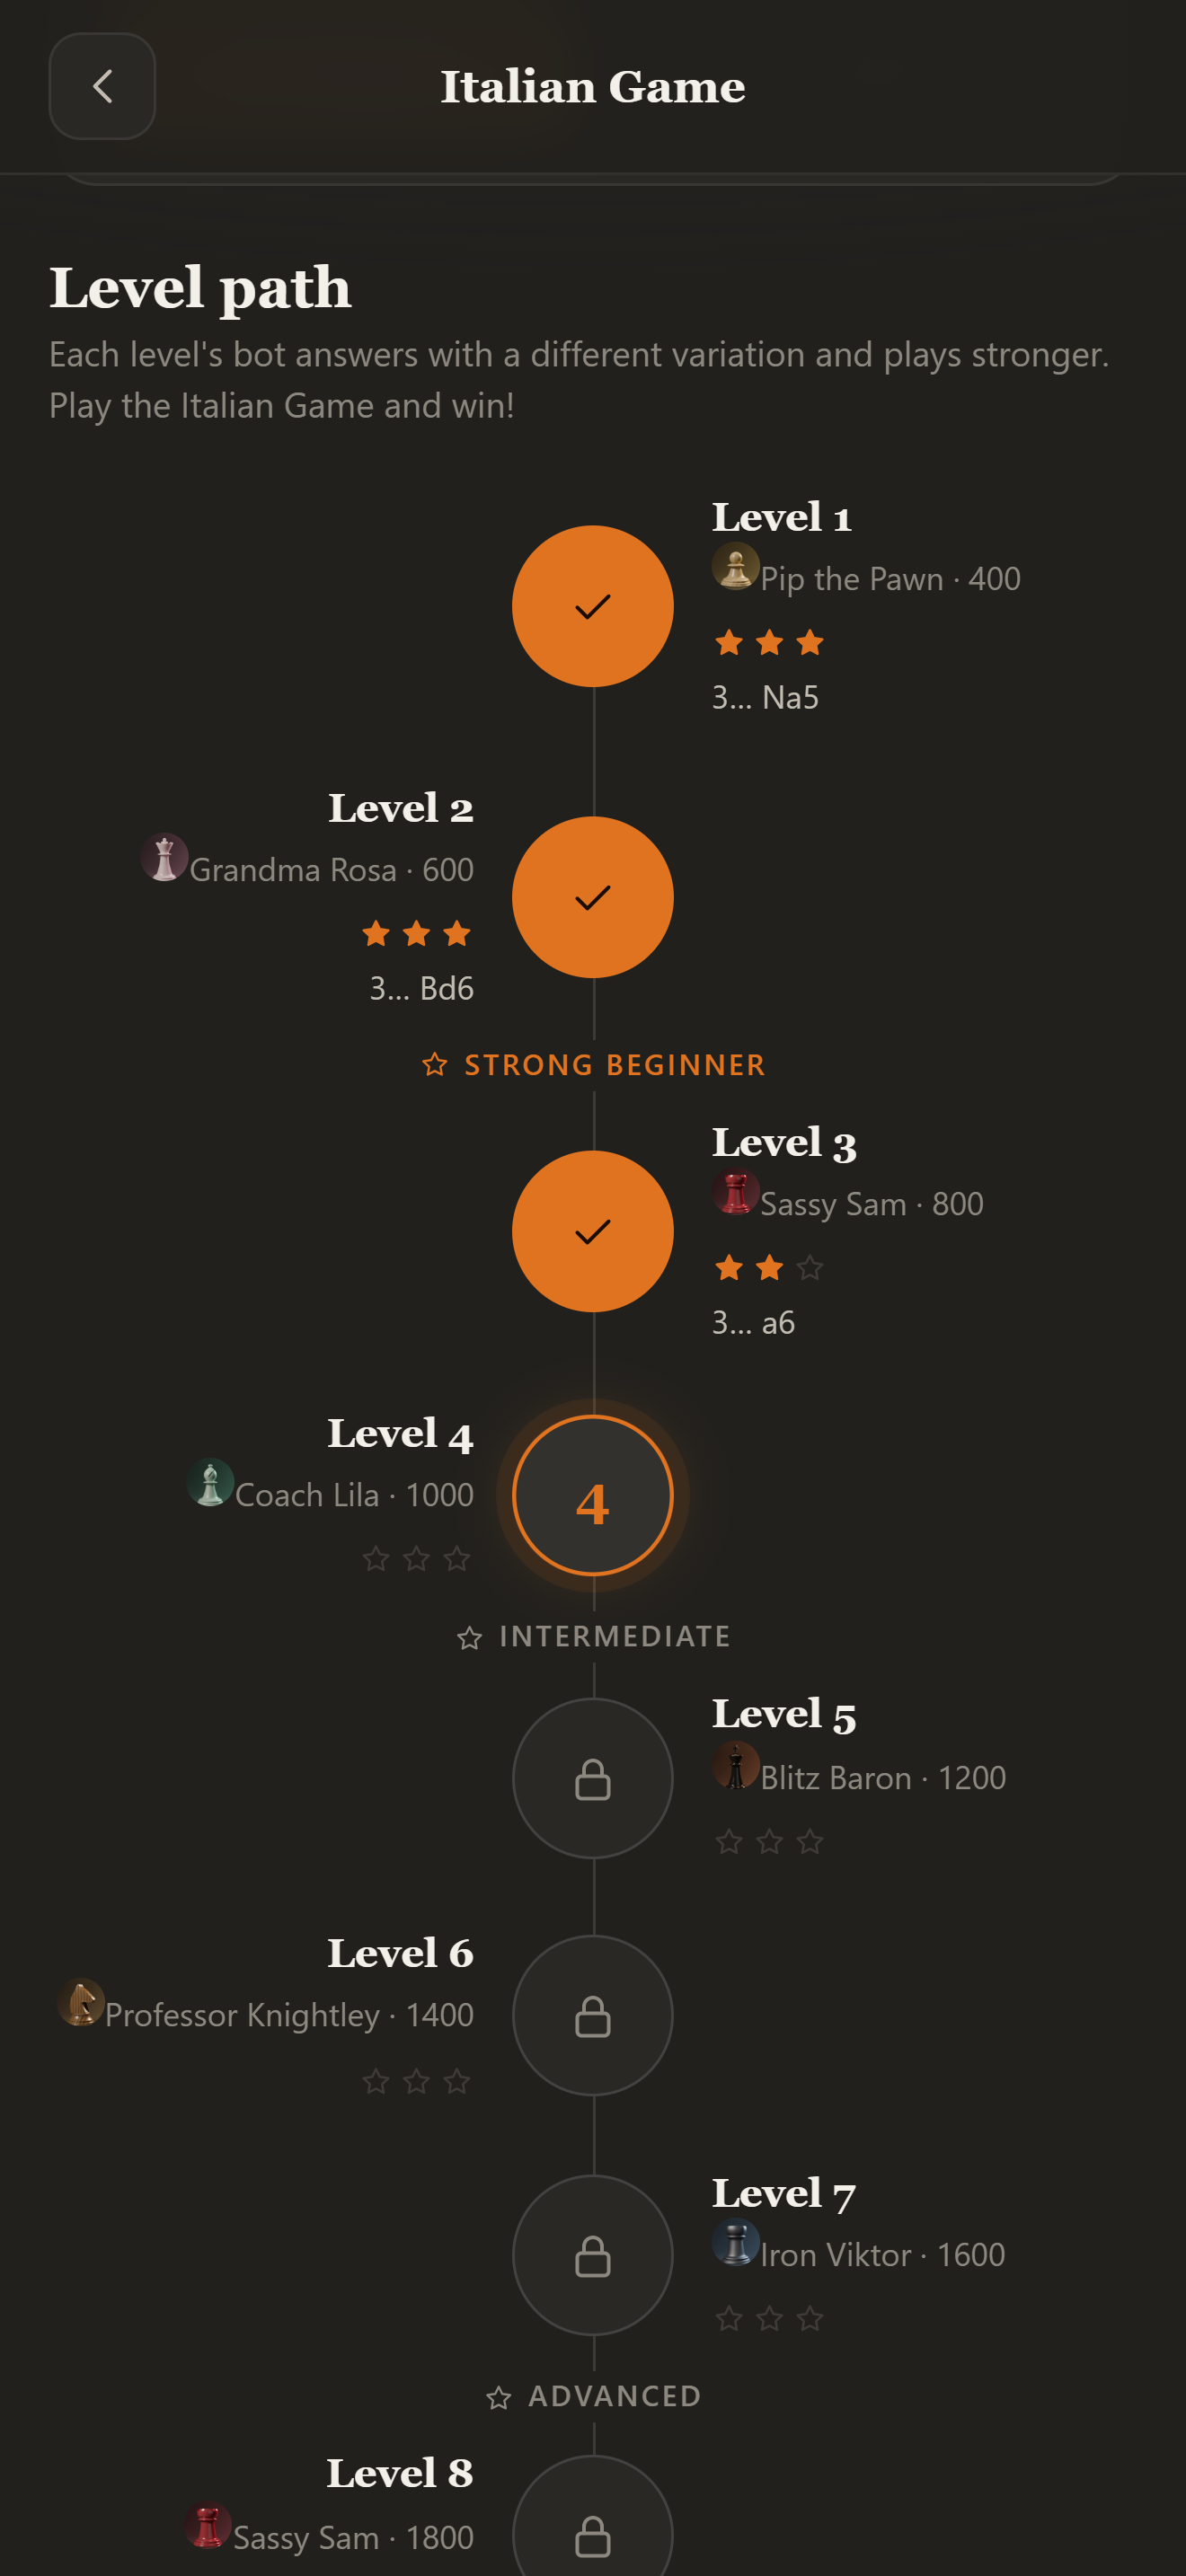 Italian Game
Level path
Each level's bot answers with a different variation and plays stronger.
Play the Italian Game and win!
Level 1
Pip the Pawn · 400
3... Na5
Level 2
Grandma Rosa · 600
3... Bd6
STRONG BEGINNER
Level 3
Sassy Sam · 800
3... a6
Level 4
Coach Lila · 1000
4
INTERMEDIATE
Level 5
Blitz Baron · 1200
Level 6
Professor Knightley · 1400
Level 7
Iron Viktor · 1600
ADVANCED
Level 8
Sassy Sam · 1800